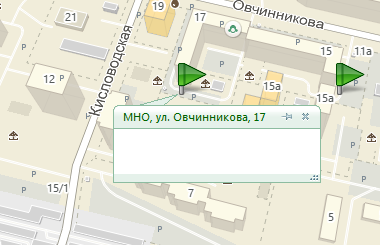 Овчинникова
19
17
21
Кисловодская
15
11а
P
P
P
P
12
P
P
15а
15а
P
МНО, ул. Овчинникова, 17
15/1
7
5